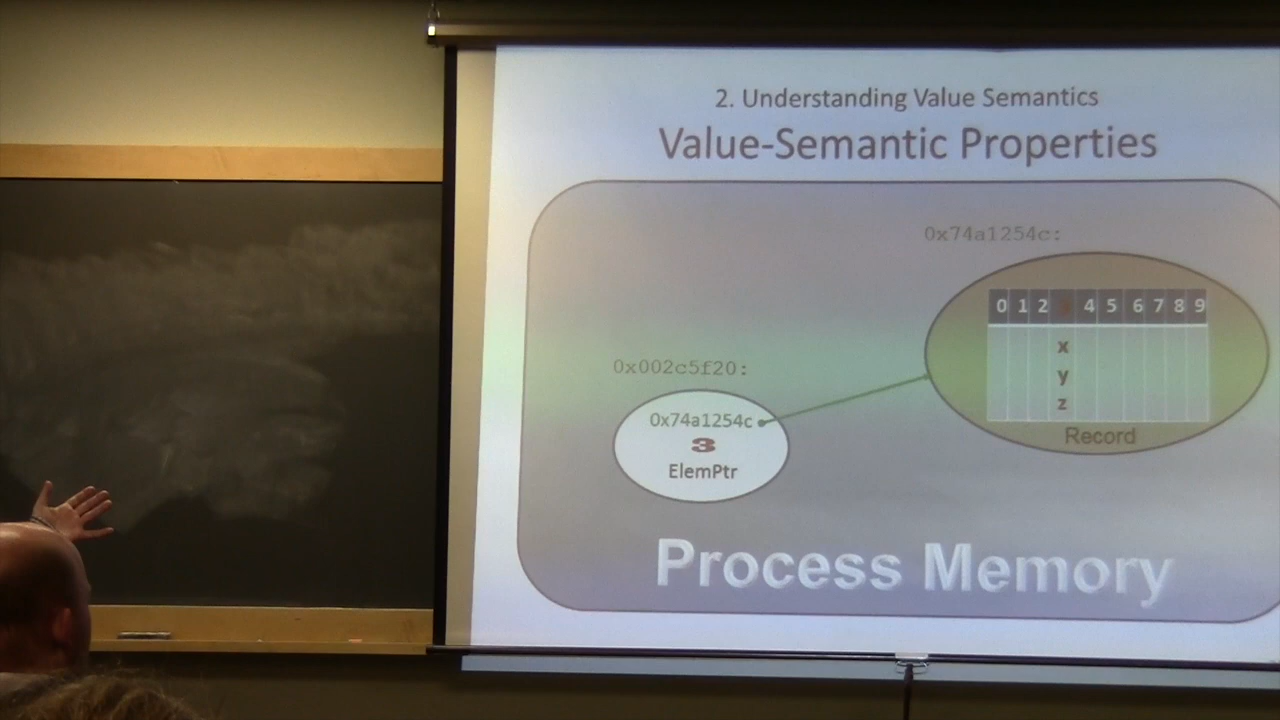 2. Understanding Value Semantics
Value-Semantic Properties
0x74a1254c:
0 1 2 3 4 5 6 7 8 9
x
y
z
Record
0x002c5f20:
0x74a1254c
3
ElemPtr
Process Memory